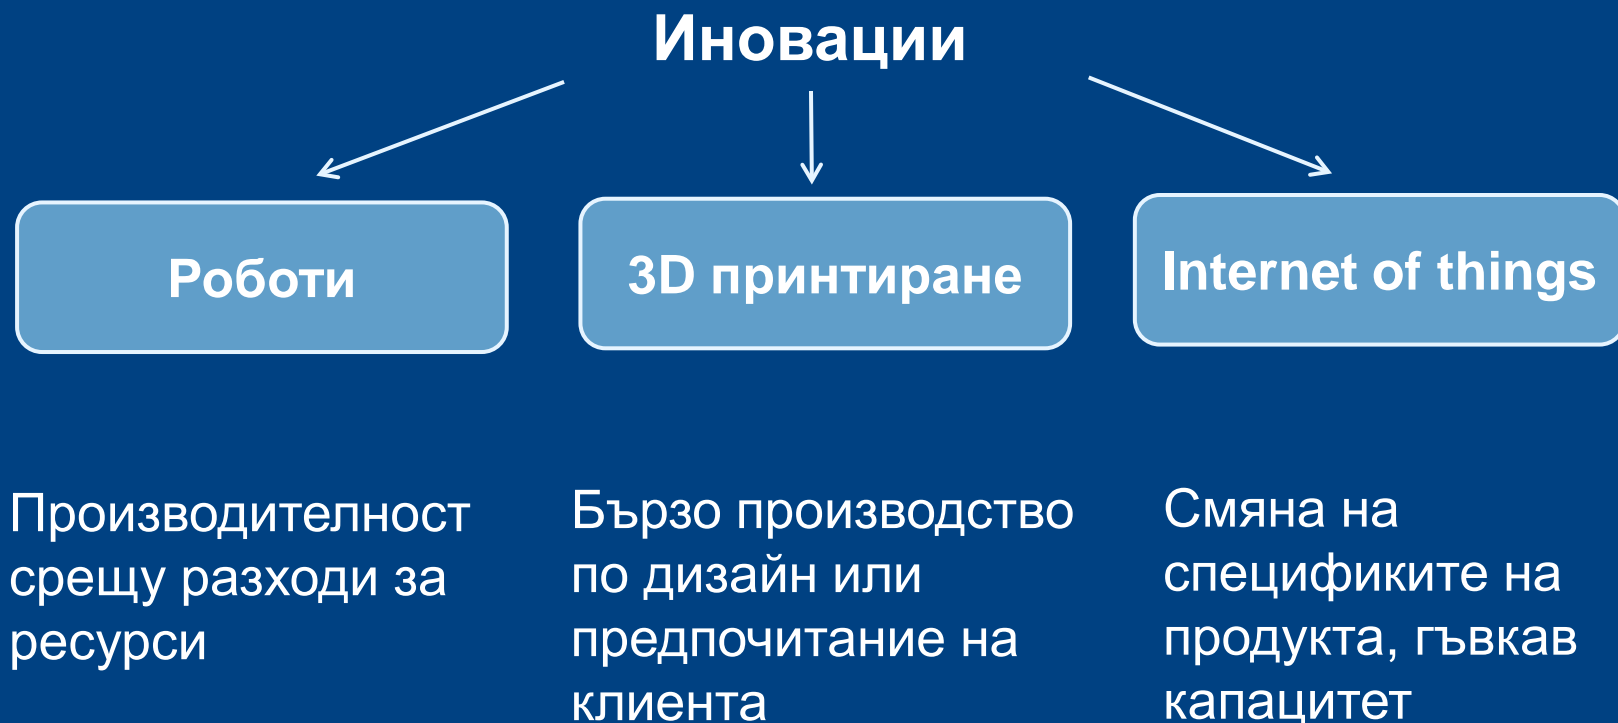 Иновации
Роботи
3D принтиране
Internet of things
Производителност
срещу разходи за
ресурси
Бързо производство
по дизайн или
предпочитание на
клиента
Смяна на
спецификите на
продукта, гъвкав
капацитет